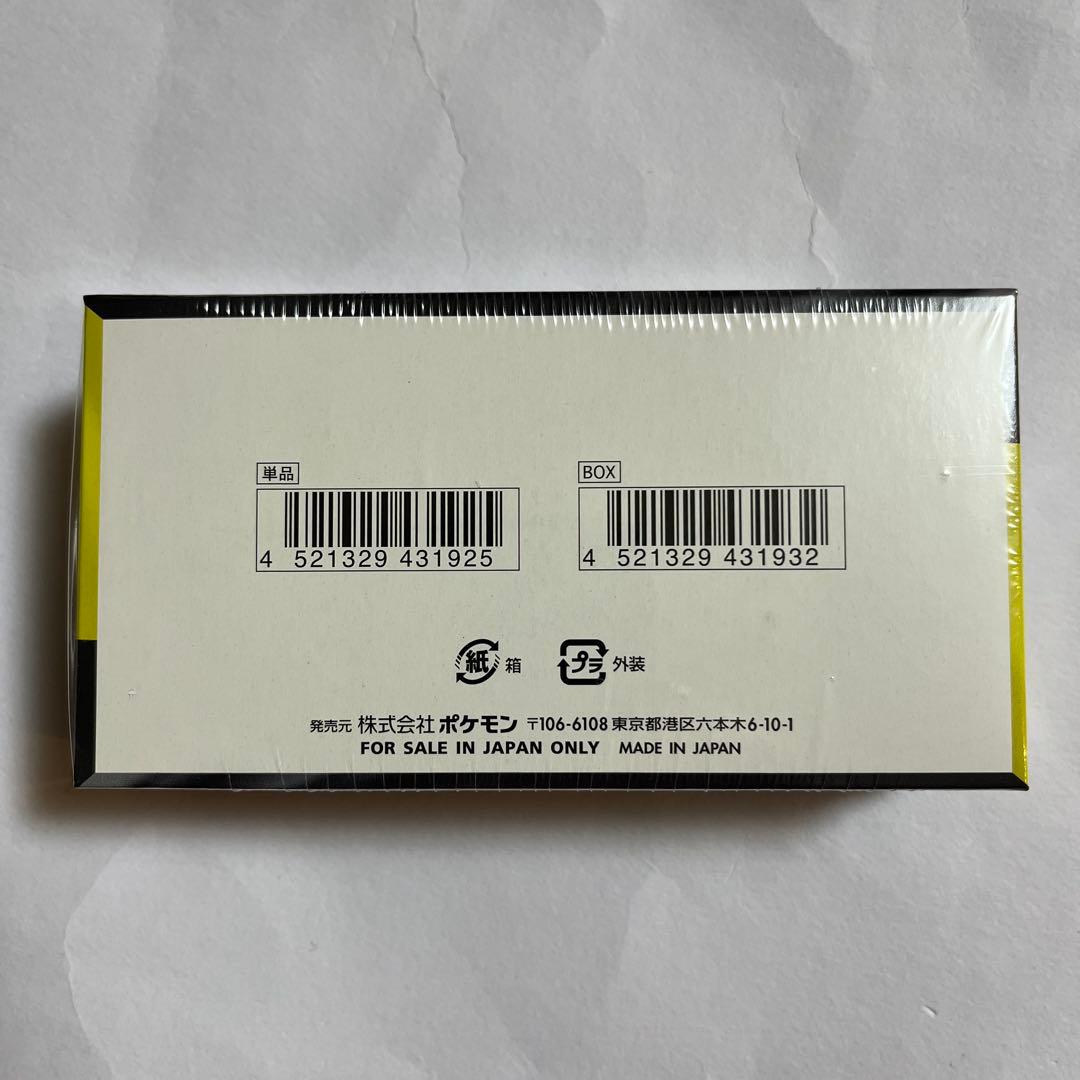 単品
4 521329 431925
BOX
4 521329 431932
紙 箱
プラ 外装
発売元 株式会社 ポケモン 〒106-6108 東京都港区六本木6-10-1
FOR SALE IN JAPAN ONLY MADE IN JAPAN